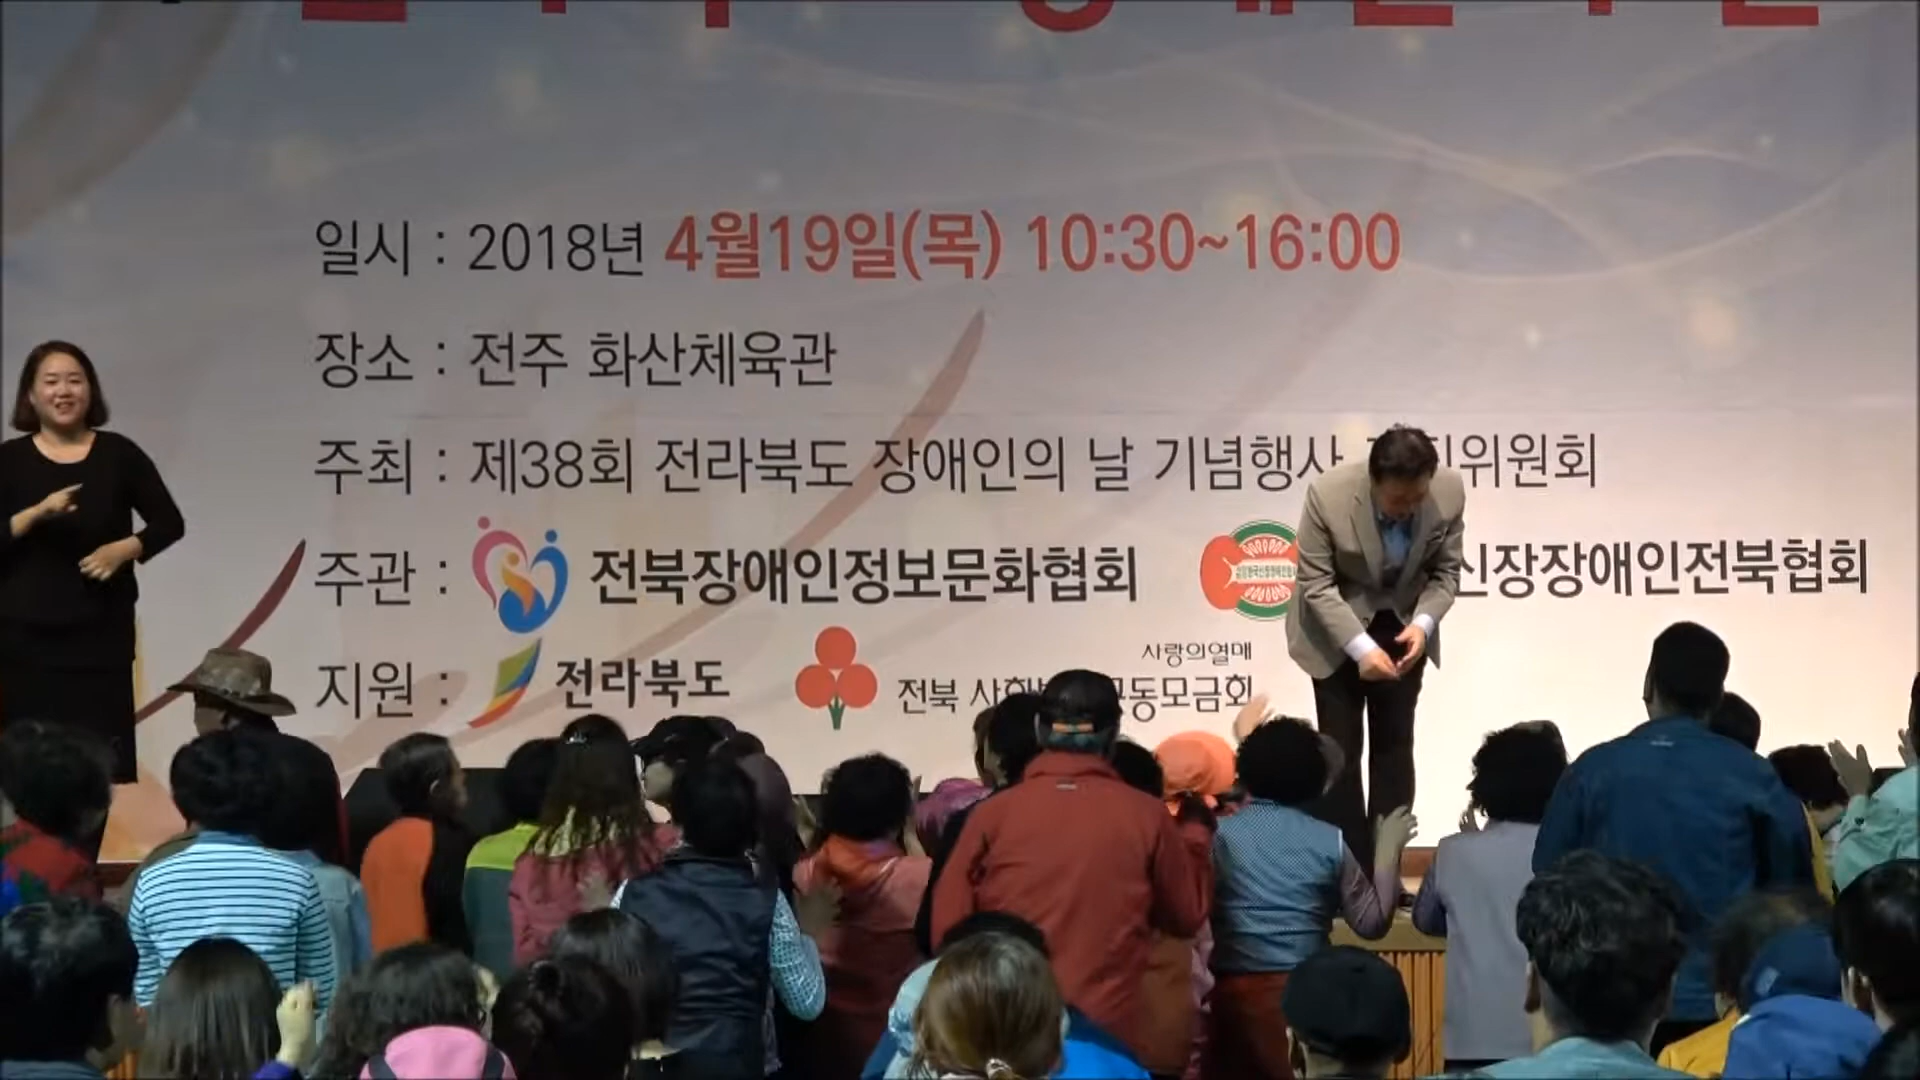 일시 : 2018년 4월19일(목) 10:30~16:00
장소 : 전주 화산체육관
주최 : 제38회 전라북도 장애인의 날 기념행사 위원회
주관 : 전북장애인정보문화협회 신장장애인전북협회
사랑의열매
지원 : 전라북도 전북